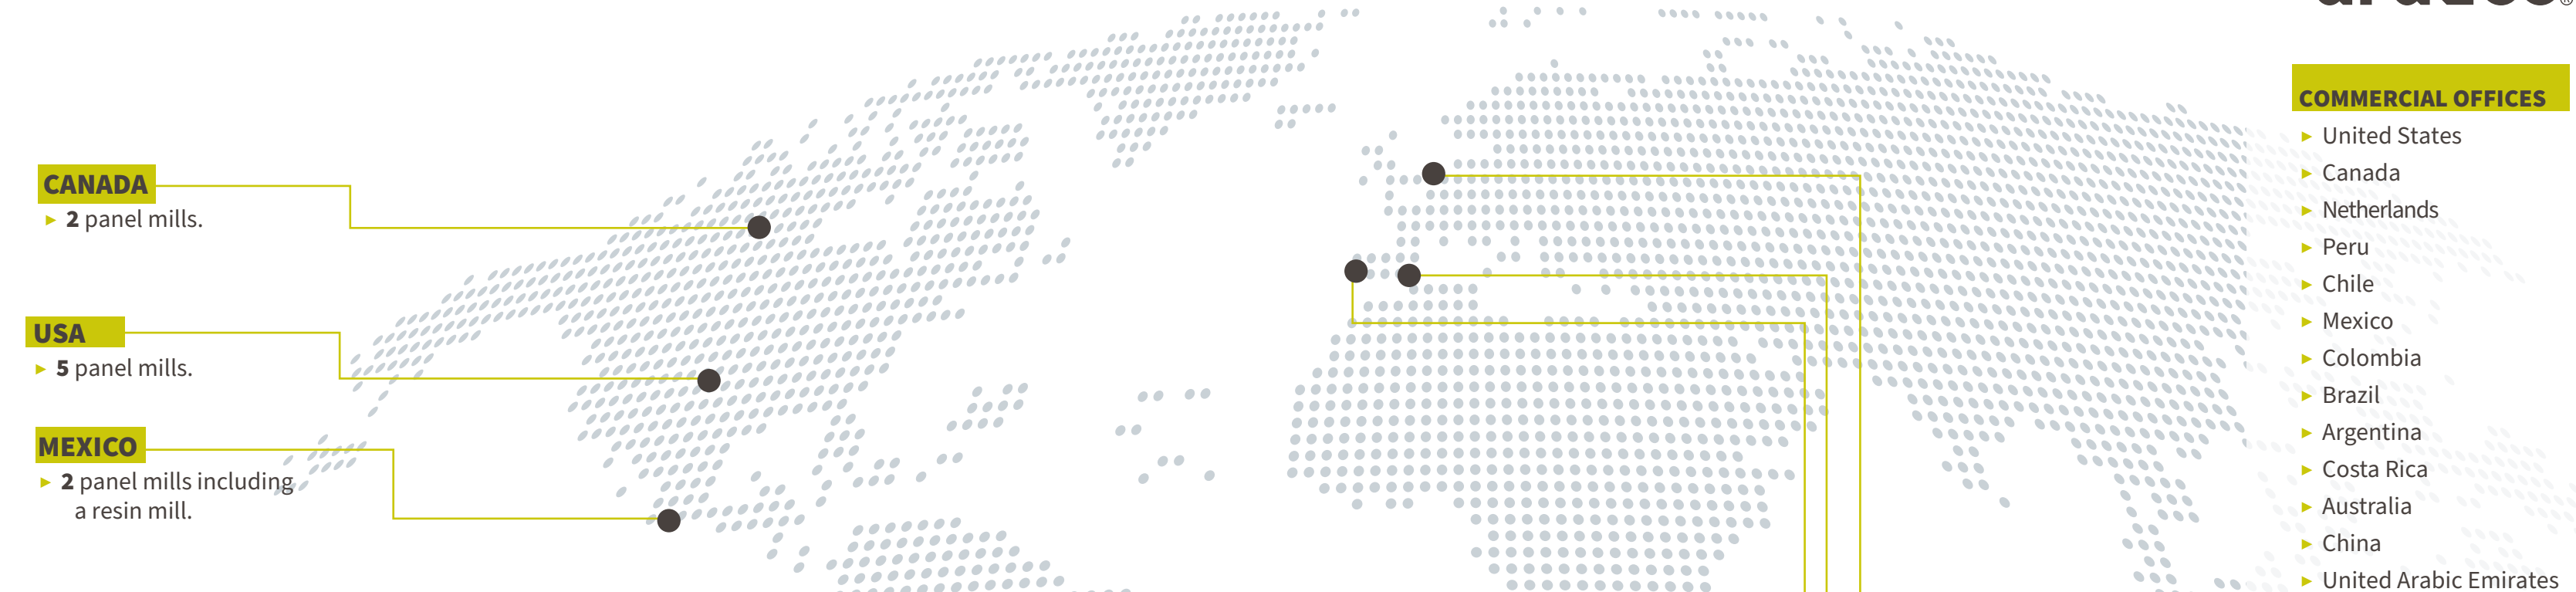 CANADA
► 2 panel mills.
USA
► 5 panel mills.
MEXICO
► 2 panel mills including
a resin mill.
COMMERCIAL OFFICES
► United States
► Canada
► Netherlands
► Peru
► Chile
► Mexico
► Colombia
► Brazil
► Argentina
► Costa Rica
► Australia
► China
► United Arabic Emirates